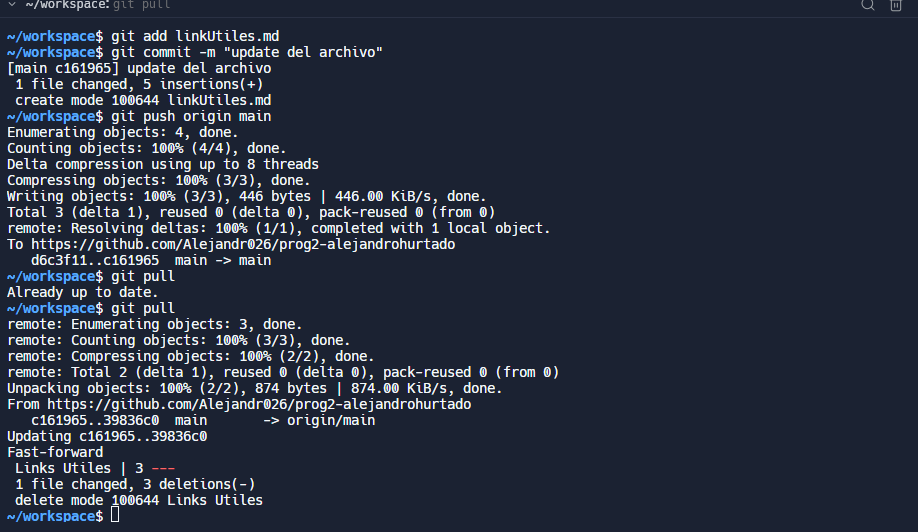 ~/workspace: git pull
~/workspace$ git add linkUtiles.md
~/workspace$ git commit -m "update del archivo"
[main c161965] update del archivo
 1 file changed, 5 insertions(+)
 create mode 100644 linkUtiles.md
~/workspace$ git push origin main
Enumerating objects: 4, done.
Counting objects: 100% (4/4), done.
Delta compression using up to 8 threads
Compressing objects: 100% (3/3), done.
Writing objects: 100% (3/3), 446 bytes | 446.00 KiB/s, done.
Total 3 (delta 1), reused 0 (delta 0), pack-reused 0 (from 0)
remote: Resolving deltas: 100% (1/1), completed with 1 local object.
To https://github.com/Alejandr026/prog2-alejandrohurtado
   d6c3f11..c161965  main -> main
~/workspace$ git pull
Already up to date.
~/workspace$ git pull
remote: Enumerating objects: 3, done.
remote: Counting objects: 100% (3/3), done.
remote: Compressing objects: 100% (2/2), done.
remote: Total 2 (delta 1), reused 0 (delta 0), pack-reused 0 (from 0)
Unpacking objects: 100% (2/2), 874 bytes | 874.00 KiB/s, done.
From https://github.com/Alejandr026/prog2-alejandrohurtado
   c161965..39836c0  main       -> origin/main
Updating c161965..39836c0
Fast-forward
 Links Utiles | 3 ---
 1 file changed, 3 deletions(-)
 delete mode 100644 Links Utiles
~/workspace$